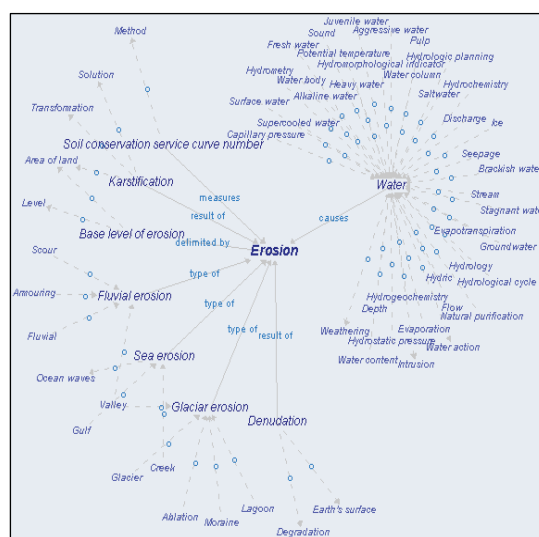 Juvenile water
Method
Sound
Aggressive water
Fresh water
Pulp
Potential temperature
Hydrologic planning
Solution
Hydrometry
Hydromorphological indicator
Water body
Heavy water
Water column
Hydrochemistry
Transformation
Surface water
Alkaline water
Saltwater
Supercooled water
Discharge
Ice
Soil conservation service curve number
Capillary pressure
Area of land
Seepage
Karstification
Water
Brackish wate
measures
Stream
Level
result of
causes
Stagnant wate
Base level of erosion
delimited by
Erosion
Evapotranspiration
Groundwater
Scour
type of
Hydrology
Armouring
Fluvial erosion
Hydric
Hydrological cycle
type of
Hydrogeochemistry
Depth
Flow
Natural purification
Fluvial
type of
result of
Weathering
Evaporation
Hydrostatic pressure
Water action
Sea erosion
Water content
Intrusion
Ocean waves
Valley
Glaciar erosion
Denudation
Gulf
Creek
Glacier
Lagoon
Earth's surface
Ablation
Moraine
Degradation